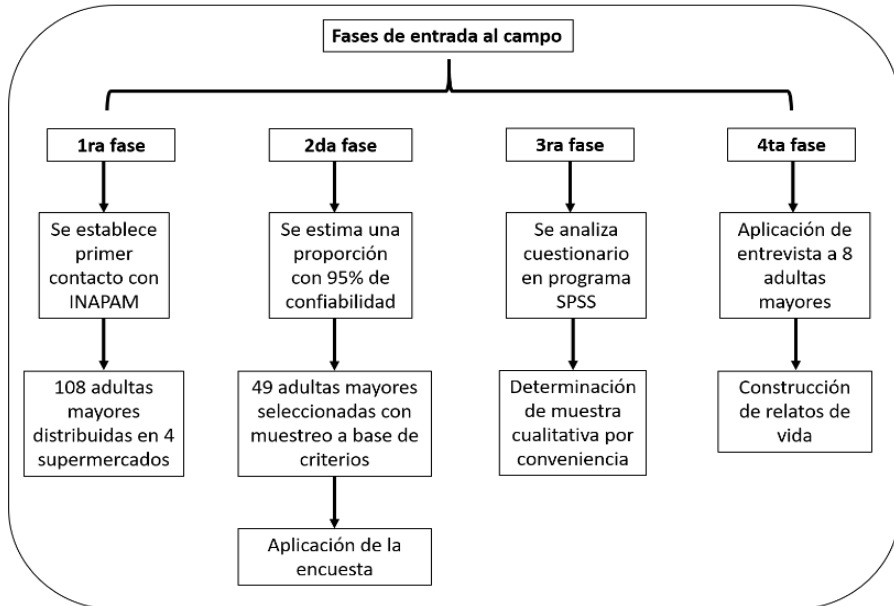 Fases de entrada al campo
1ra fase
Se establece
primer
contacto con
INAPAM
108 adultas
mayores
distribuidas en 4
supermercados
2da fase
Se estima una
proporción
con 95% de
confiabilidad
49 adultas mayores
seleccionadas con
muestreo a base de
criterios
Aplicación de la
encuesta
3ra fase
Se analiza
cuestionario
en programa
SPSS
Determinación
de muestra
cualitativa por
conveniencia
4ta fase
Aplicación de
entrevista a 8
adultas
mayores
Construcción
de relatos de
vida